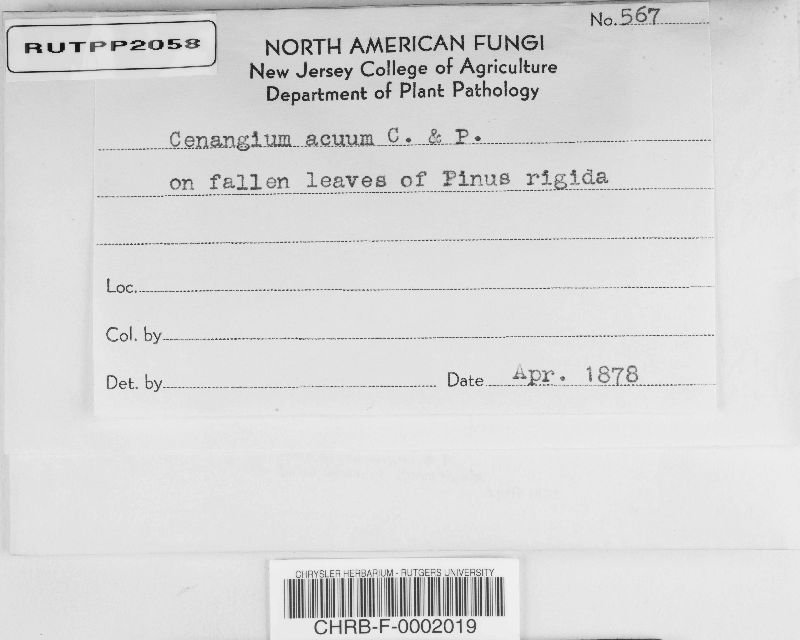 No. 567
RUTPP2058
NORTH AMERICAN FUNGI
New Jersey College of Agriculture
Department of Plant Pathology
Cenangium acuum C. & P.
on fallen leaves of Pinus rigida
Loc.
Col. by
Det. by Date Apr. 1878
CHRYSLER HERBARIUM - RUTGERS UNIVERSITY
CHRB-F-0002019